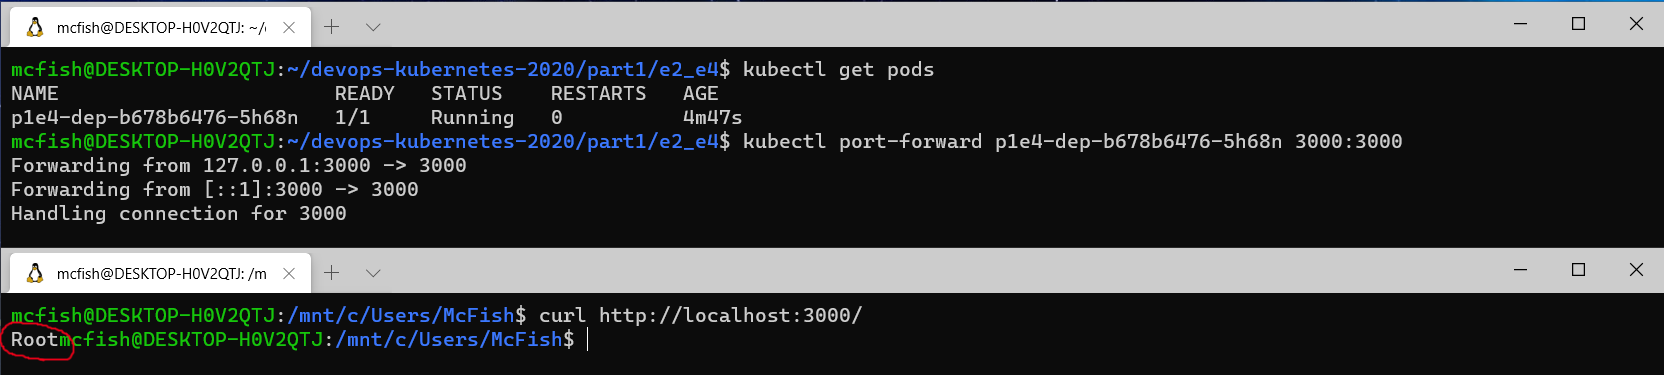 mcfish@DESKTOP-H0V2QTJ: ~/
mcfish@DESKTOP-H0V2QTJ:~/devops-kubernetes-2020/part1/e2_e4$ kubectl get pods
NAME READY STATUS RESTARTS AGE
p1e4-dep-b678b6476-5h68n 1/1 Running 0 4m47s
mcfish@DESKTOP-H0V2QTJ:~/devops-kubernetes-2020/part1/e2_e4$ kubectl port-forward p1e4-dep-b678b6476-5h68n 3000:3000
Forwarding from 127.0.0.1:3000 -> 3000
Forwarding from [::1]:3000 -> 3000
Handling connection for 3000
mcfish@DESKTOP-H0V2QTJ: /m
mcfish@DESKTOP-H0V2QTJ:/mnt/c/Users/McFish$ curl http://localhost:3000/
Rootmcfish@DESKTOP-H0V2QTJ:/mnt/c/Users/McFish$